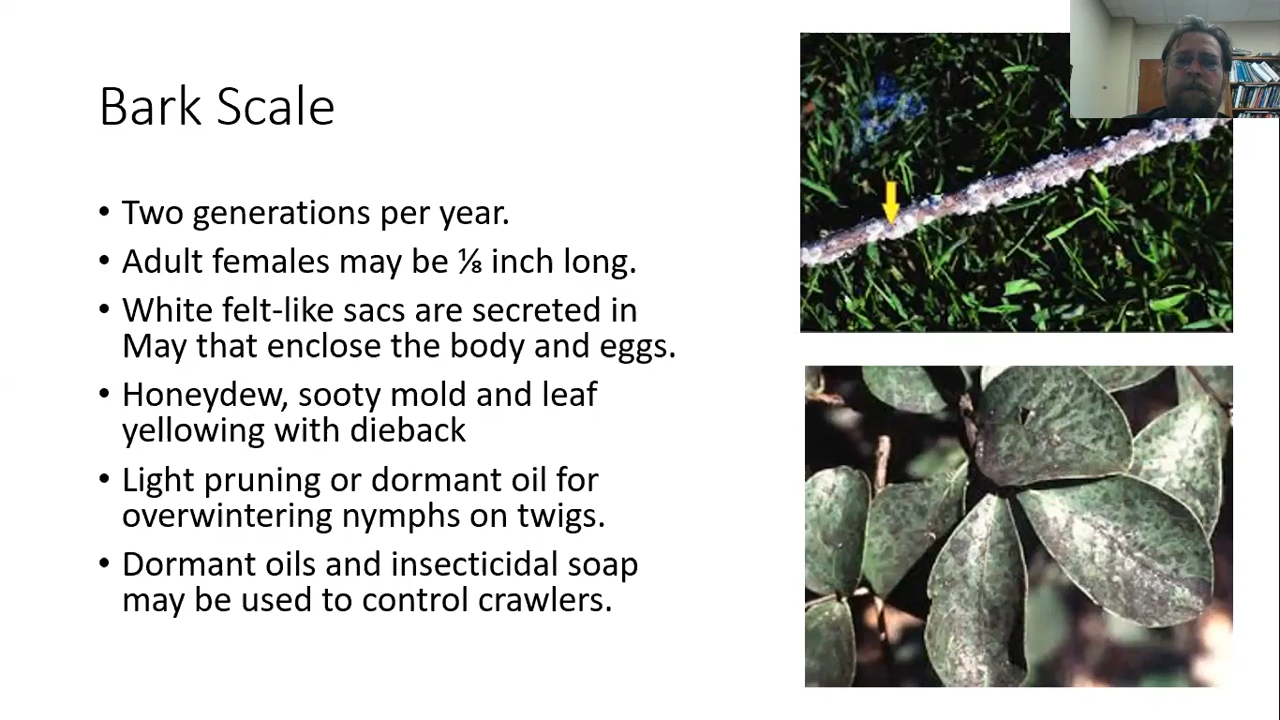 Bark Scale
• Two generations per year.
• Adult females may be ⅛ inch long.
• White felt-like sacs are secreted in
May that enclose the body and eggs.
• Honeydew, sooty mold and leaf
yellowing with dieback
• Light pruning or dormant oil for
overwintering nymphs on twigs.
• Dormant oils and insecticidal soap
may be used to control crawlers.